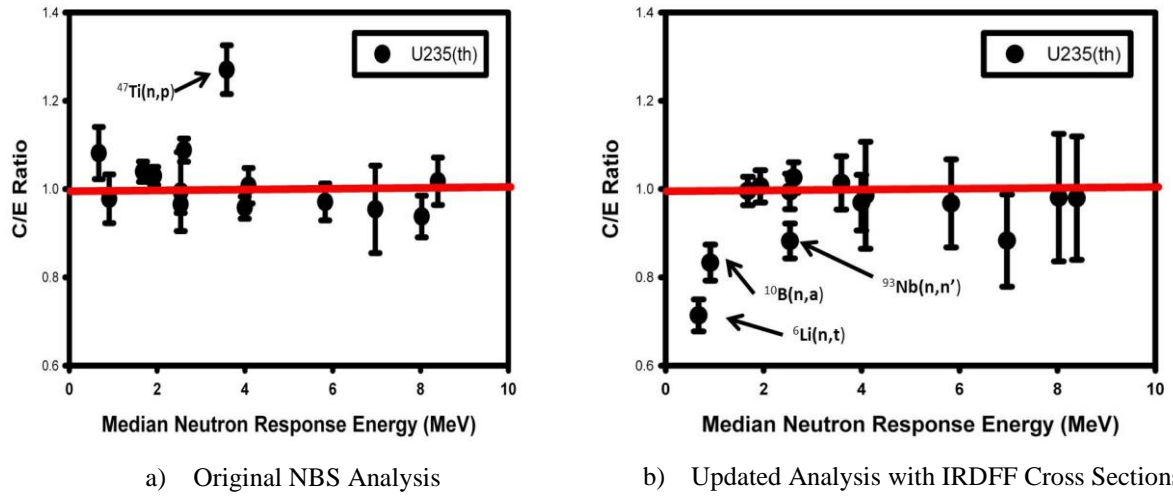 1.4
1.2
1.0
0.8
0.6
C/E Ratio
U235(th)
⁴⁷Ti(n,p)
0 2 4 6 8 10
Median Neutron Response Energy (MeV)
a) Original NBS Analysis
1.4
1.2
1.0
0.8
0.6
C/E Ratio
U235(th)
⁹³Nb(n,n’)
¹⁰B(n,a)
⁶Li(n,t)
0 2 4 6 8 10
Median Neutron Response Energy (MeV)
b) Updated Analysis with IRDFF Cross Section